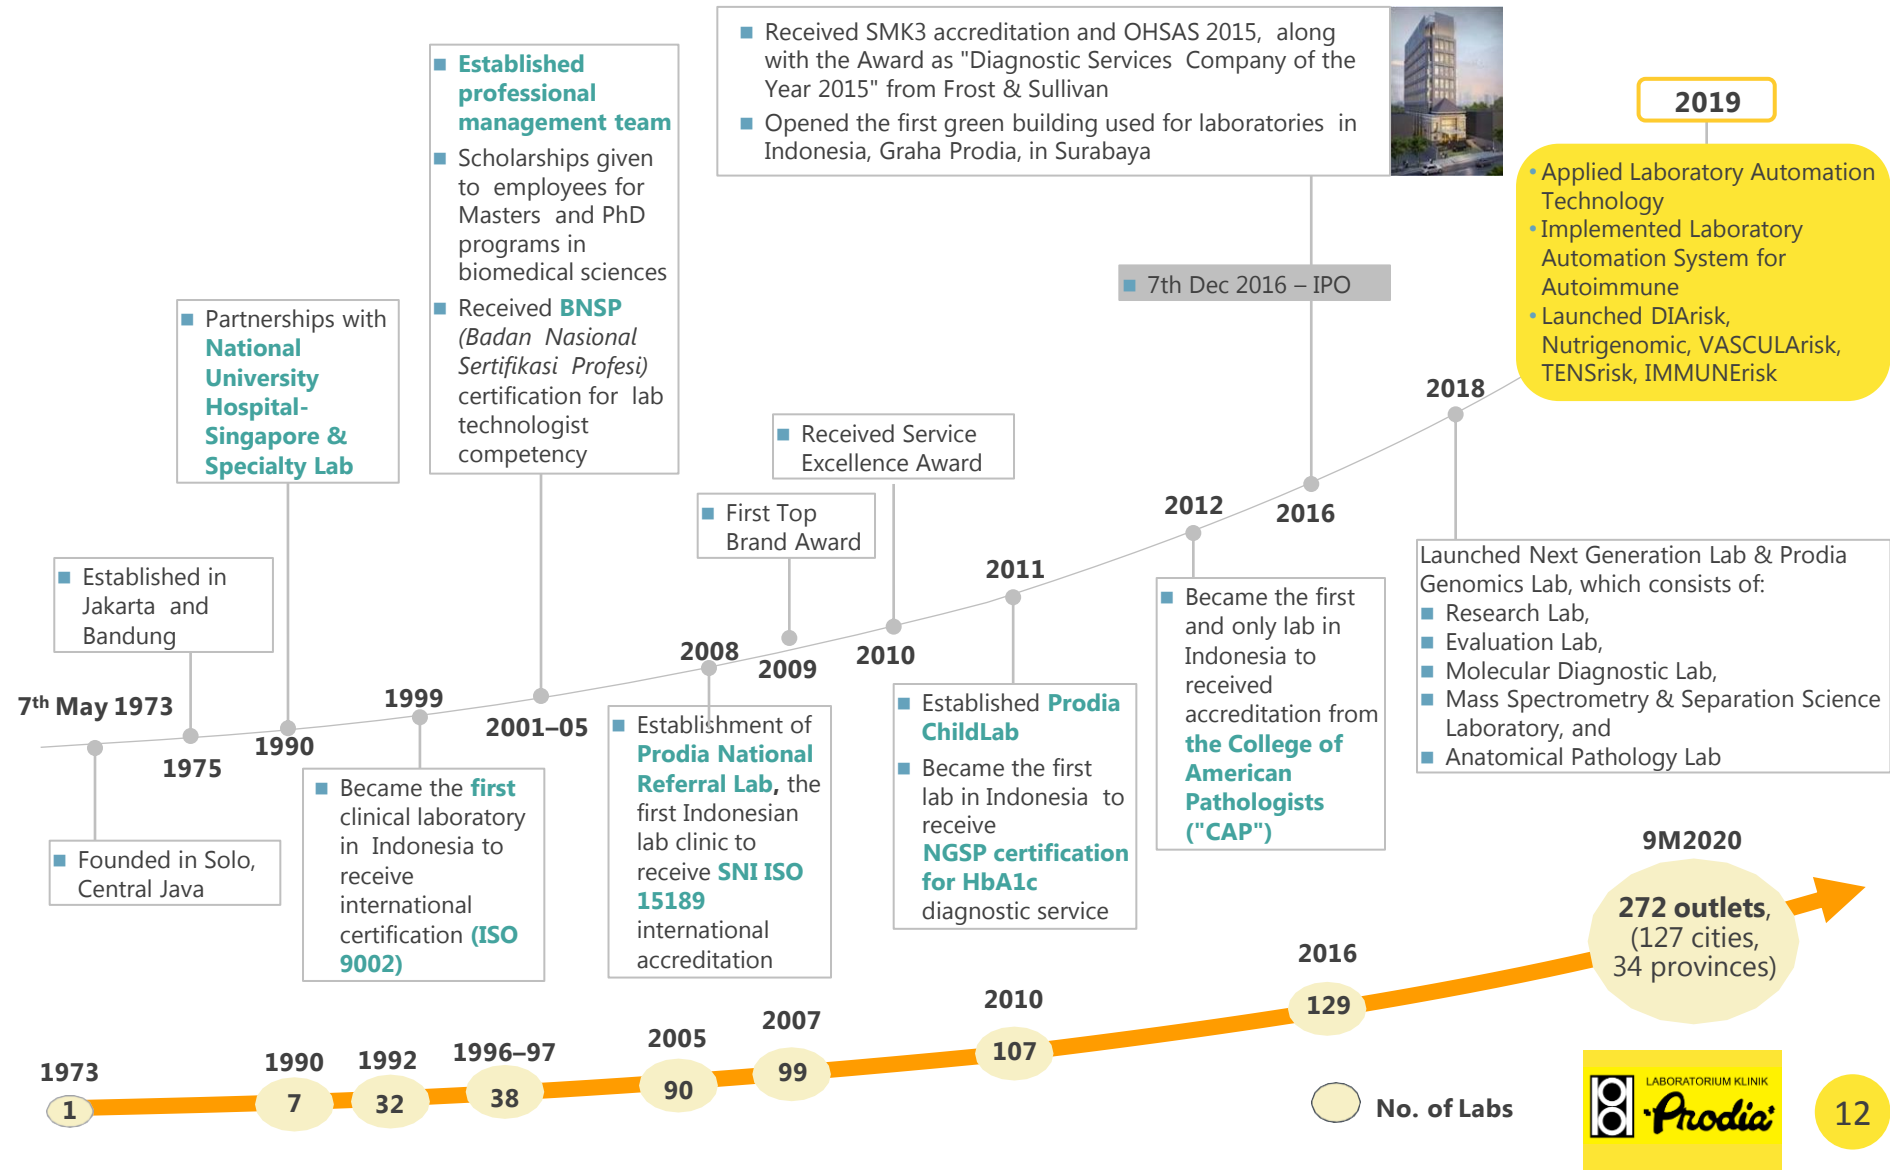 ■ Received SMK3 accreditation and OHSAS 2015, along
with the Award as "Diagnostic Services Company of the
Year 2015" from Frost & Sullivan
■ Opened the first green building used for laboratories in
Indonesia, Graha Prodia, in Surabaya
■ 7th Dec 2016 – IPO
2019
• Applied Laboratory Automation
Technology
• Implemented Laboratory
Automation System for
Autoimmune
• Launched DIArisk,
Nutrigenomic, VASCULArisk,
TENSrisk, IMMUNErisk
■ Established
professional
management team
■ Scholarships given
to employees for
Masters and PhD
programs in
biomedical sciences
■ Received BNSP
(Badan Nasional
Sertifikasi Profesi)
certification for lab
technologist
competency
■ Partnerships with
National
University
Hospital-
Singapore &
Specialty Lab
■ Received Service
Excellence Award
■ First Top
Brand Award
■ Established in
Jakarta and
Bandung
7th May 1973
1975
1990
1999
2001–05
2008
2009
2010
2011
2012
2016
2018
■ Founded in Solo,
Central Java
■ Became the first
clinical laboratory
in Indonesia to
receive
international
certification (ISO
9002)
■ Establishment of
Prodia National
Referral Lab, the
first Indonesian
lab clinic to
receive SNI ISO
15189
international
accreditation
■ Established Prodia
ChildLab
■ Became the first
lab in Indonesia to
receive
NGSP certification
for HbA1c
diagnostic service
■ Became the first
and only lab in
Indonesia to
received
accreditation from
the College of
American
Pathologists
("CAP")
Launched Next Generation Lab & Prodia
Genomics Lab, which consists of:
■ Research Lab,
■ Evaluation Lab,
■ Molecular Diagnostic Lab,
■ Mass Spectrometry & Separation Science
Laboratory, and
■ Anatomical Pathology Lab
1973
1
1990
7
1992
32
1996–97
38
2005
90
2007
99
2010
107
2016
129
9M2020
272 outlets,
(127 cities,
34 provinces)
No. of Labs
LABORATORIUM KLINIK
Prodia
12